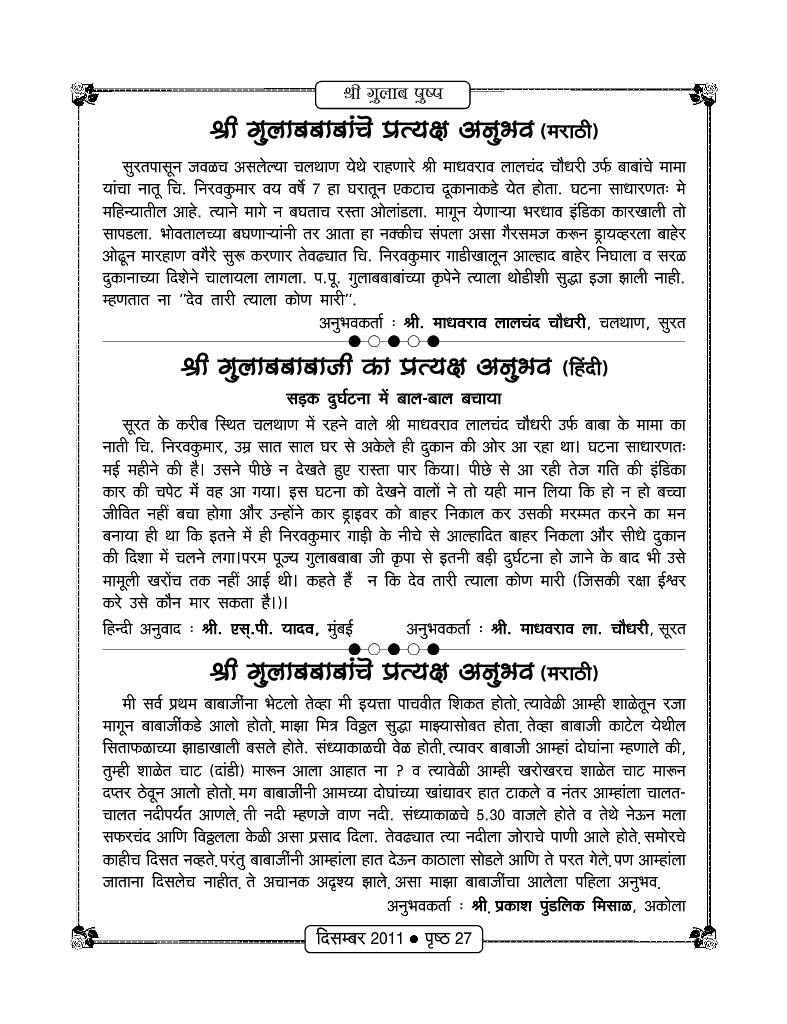 श्री गुलाब पुष्प
श्री गुलाबबाबांचे प्रत्यक्ष अनुभव (मराठी)
सुरतपासून जवळच असलेल्या चलथाण येथे राहणारे श्री माधवराव लालचंद चौधरी उर्फ बाबांचे मामा
यांचा नातू चि. निरवकुमार वय वर्षे 7 हा घरातून एकटाच दूकानाकडे येत होता. घटना साधारणतः मे
महिन्यातील आहे. त्याने मागे न बघताच रस्ता ओलांडला. मागून येणाऱ्या भरधाव इंडिका कारखाली तो
सापडला. भोवतालच्या बघणाऱ्यांनी तर आता हा नक्कीच संपला असा गैरसमज करून ड्रायव्हरला बाहेर
ओढून मारहाण वगैरे सुरू करणार तेवढ्यात चि. निरवकुमार गाडीखालून आल्हाद बाहेर निघाला व सरळ
दुकानाच्या दिशेने चालायला लागला. प.पू. गुलाबबाबांच्या कृपेने त्याला थोडीशी सुद्धा इजा झाली नाही.
म्हणतात ना "देव तारी त्याला कोण मारी".
अनुभवकर्ता : श्री. माधवराव लालचंद चौधरी, चलथाण, सुरत
श्री गुलाबबाबाजी का प्रत्यक्ष अनुभव (हिंदी)
सड़क दुर्घटना में बाल-बाल बचाया
सूरत के करीब स्थित चलथाण में रहने वाले श्री माधवराव लालचंद चौधरी उर्फ बाबा के मामा का
नाती चि. निरवकुमार, उम्र सात साल घर से अकेले ही दुकान की ओर आ रहा था। घटना साधारणतः
मई महीने की है। उसने पीछे न देखते हुए रास्ता पार किया। पीछे से आ रही तेज गति की इंडिका
कार की चपेट में वह आ गया। इस घटना को देखने वालों ने तो यही मान लिया कि हो न हो बच्चा
जीवित नहीं बचा होगा और उन्होंने कार ड्राइवर को बाहर निकाल कर उसकी मरम्मत करने का मन
बनाया ही था कि इतने में ही निरवकुमार गाड़ी के नीचे से आल्हादित बाहर निकला और सीधे दुकान
की दिशा में चलने लगा।परम पूज्य गुलाबबाबा जी कृपा से इतनी बड़ी दुर्घटना हो जाने के बाद भी उसे
मामूली खरोंच तक नहीं आई थी। कहते हैं न कि देव तारी त्याला कोण मारी (जिसकी रक्षा ईश्वर
करे उसे कौन मार सकता है।)।
हिन्दी अनुवाद : श्री. एस्.पी. यादव, मुंबई अनुभवकर्ता : श्री. माधवराव ला. चौधरी, सूरत
श्री गुलाबबाबांचे प्रत्यक्ष अनुभव (मराठी)
मी सर्व प्रथम बाबाजींना भेटलो तेव्हा मी इयत्ता पाचवीत शिकत होतो. त्यावेळी आम्ही शाळेतून रजा
मागून बाबाजींकडे आलो होतो. माझा मित्र विठ्ठल सुद्धा माझ्यासोबत होता. तेव्हा बाबाजी काटेल येथील
सिताफळाच्या झाडाखाली बसले होते. संध्याकाळची वेळ होती. त्यावर बाबाजी आम्हां दोघांना म्हणाले की,
तुम्ही शाळेत चाट (दांडी) मारून आला आहात ना ? व त्यावेळी आम्ही खरोखरच शाळेत चाट मारून
दप्तर ठेवून आलो होतो. मग बाबाजींनी आमच्या दोघांच्या खांद्यावर हात टाकले व नंतर आम्हांला चालत-
चालत नदीपर्यंत आणले. ती नदी म्हणजे वाण नदी. संध्याकाळचे 5.30 वाजले होते व तेथे नेऊन मला
सफरचंद आणि विठ्ठलला केळी असा प्रसाद दिला. तेवढ्यात त्या नदीला जोराचे पाणी आले होते. समोरचे
काहीच दिसत नव्हते. परंतु बाबाजींनी आम्हांला हात देऊन काठाला सोडले आणि ते परत गेले. पण आम्हांला
जाताना दिसलेच नाहीत. ते अचानक अदृश्य झाले. असा माझा बाबाजींचा आलेला पहिला अनुभव.
अनुभवकर्ता : श्री. प्रकाश पुंडलिक मिसाळ, अकोला
दिसम्बर 2011 ● पृष्ठ 27